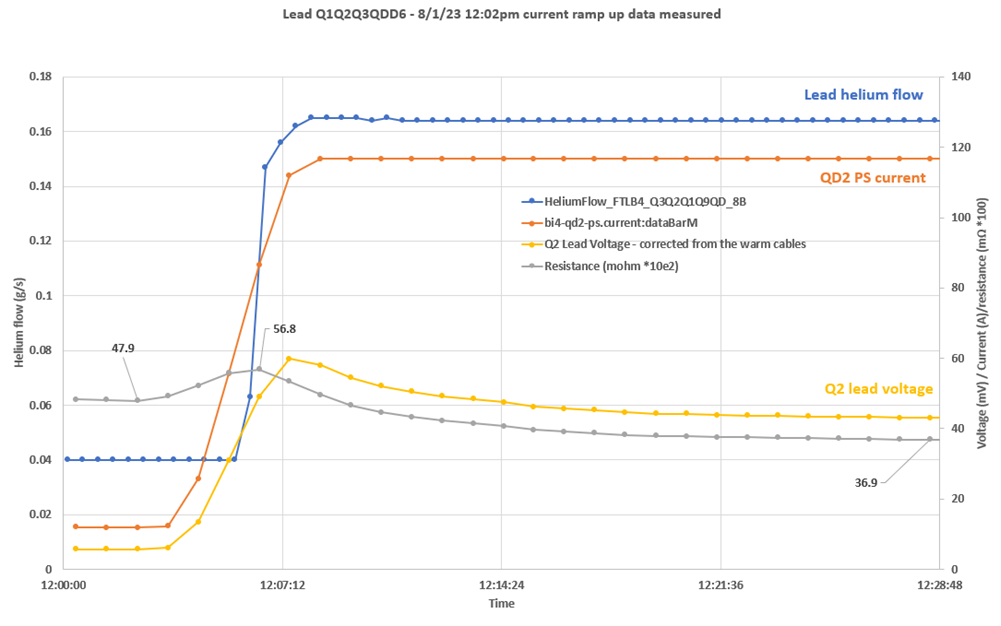 Lead Q1Q2Q3QDD6 - 8/1/23 12:02pm current ramp up data measured
0.18
0.16
0.14
0.12
0.1
0.08
0.06
0.04
0.02
0
Helium flow (g/s)
140
120
100
80
60
40
20
0
Voltage (mV) / Current (A)/resistance (mΩ *100)
Lead helium flow
QD2 PS current
HeliumFlow_FTLB4_Q3Q2Q1Q9QD_8B
bi4-qd2-ps.current:dataBarM
Q2 Lead Voltage - corrected from the warm cables
Resistance (mohm *10e2)
47.9
56.8
Q2 lead voltage
36.9
12:00:00
12:07:12
12:14:24
12:21:36
12:28:48
Time